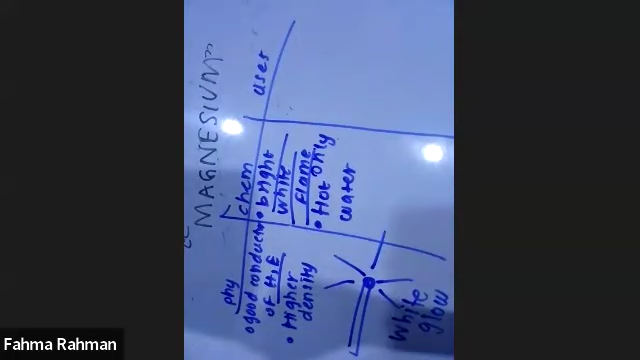 "MAGNESIUM"
phy
chem
uses
good conductor
of H & E
• Higher
density
• bright
white
flame
• Hot only
water
white
glow
Fahma Rahman